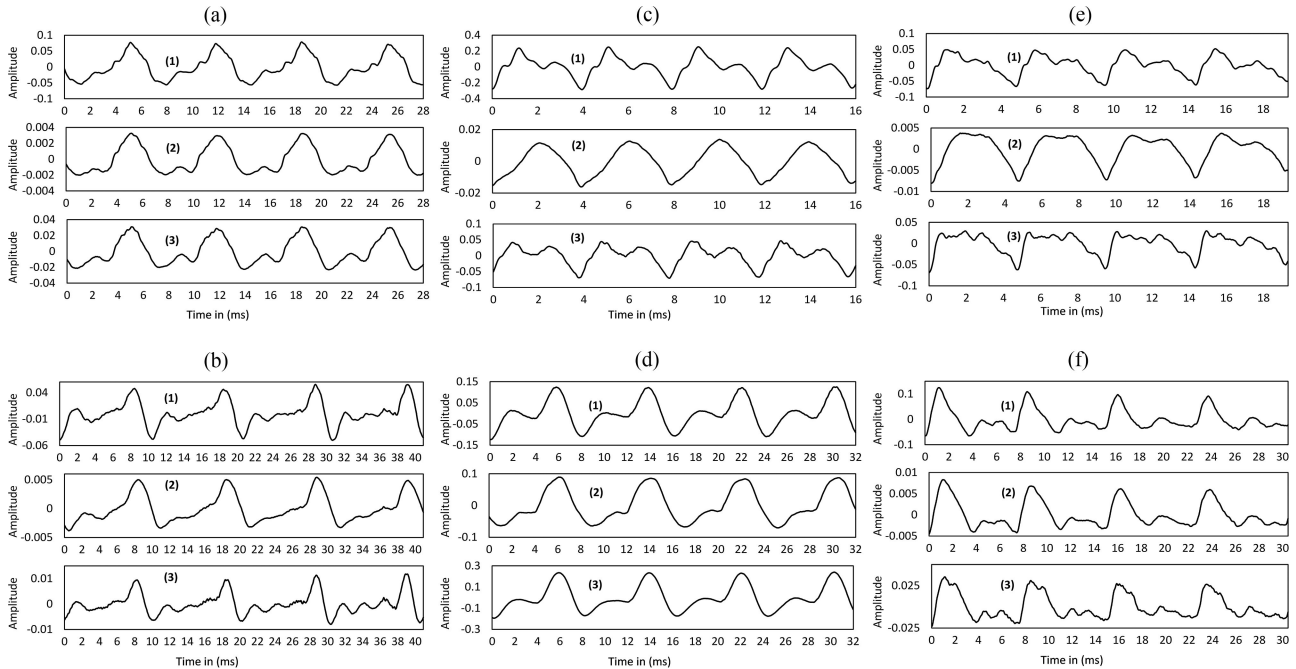 (a)
Amplitude
0.1
0.05
0
-0.05
-0.1
(1)
0 2 4 6 8 10 12 14 16 18 20 22 24 26 28
Amplitude
0.004
0.002
0
-0.002
-0.004
(2)
0 2 4 6 8 10 12 14 16 18 20 22 24 26 28
Amplitude
0.04
0.02
0
-0.02
-0.04
(3)
0 2 4 6 8 10 12 14 16 18 20 22 24 26 28
Time in (ms)
(c)
Amplitude
0.4
0.2
0
-0.2
-0.4
(1)
0 2 4 6 8 10 12 14 16
Amplitude
0.02
0
-0.02
(2)
0 2 4 6 8 10 12 14 16
Amplitude
0.1
0.05
0
-0.05
-0.1
(3)
0 2 4 6 8 10 12 14 16
Time in (ms)
(e)
Amplitude
0.1
0.05
0
-0.05
-0.1
(1)
0 2 4 6 8 10 12 14 16 18
Amplitude
0.005
0
-0.005
-0.01
(2)
0 2 4 6 8 10 12 14 16 18
Amplitude
0.05
0
-0.05
-0.1
(3)
0 2 4 6 8 10 12 14 16 18
Time in (ms)
(b)
Amplitude
0.04
-0.01
-0.06
(1)
0 2 4 6 8 10 12 14 16 18 20 22 24 26 28 30 32 34 36 38 40
Amplitude
0.005
0
-0.005
(2)
0 2 4 6 8 10 12 14 16 18 20 22 24 26 28 30 32 34 36 38 40
Amplitude
0.01
0
-0.01
(3)
0 2 4 6 8 10 12 14 16 18 20 22 24 26 28 30 32 34 36 38 40
Time in (ms)
(d)
Amplitude
0.15
0.05
-0.05
-0.15
(1)
0 2 4 6 8 10 12 14 16 18 20 22 24 26 28 30 32
Amplitude
0.1
0
-0.1
(2)
0 2 4 6 8 10 12 14 16 18 20 22 24 26 28 30 32
Amplitude
0.3
0.1
-0.1
-0.3
(3)
0 2 4 6 8 10 12 14 16 18 20 22 24 26 28 30 32
Time in (ms)
(f)
Amplitude
0.1
0
-0.1
(1)
0 2 4 6 8 10 12 14 16 18 20 22 24 26 28 30
Amplitude
0.01
0.005
0
-0.005
(2)
0 2 4 6 8 10 12 14 16 18 20 22 24 26 28 30
Amplitude
0.025
-0.025
(3)
0 2 4 6 8 10 12 14 16 18 20 22 24 26 28 30
Time in (ms)